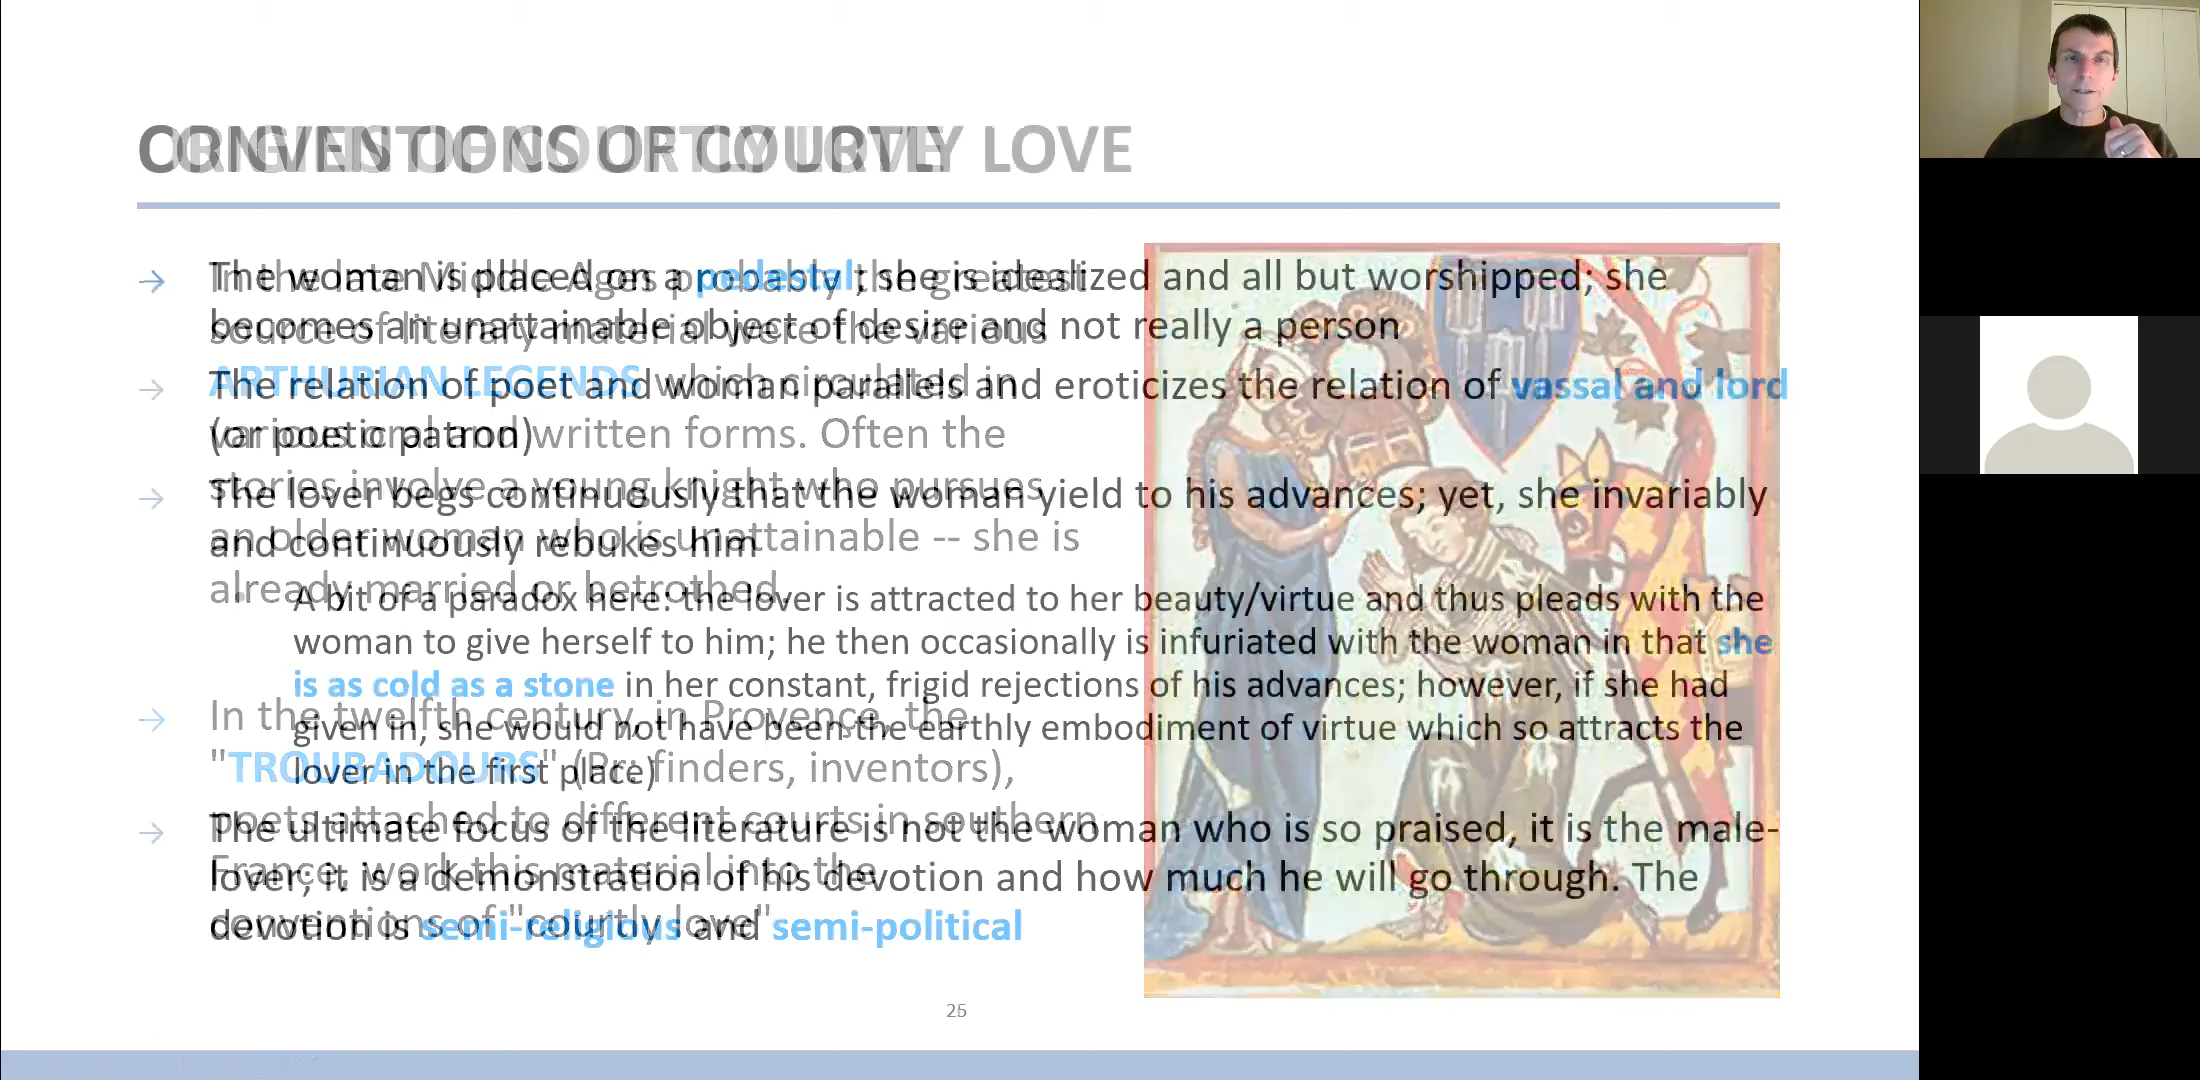 CONVENTIONS OF COURTLY LOVE
The woman is placed on a pedestal; she is idealized and all but worshipped; she
becomes an unattainable object of desire and not really a person
The relation of poet and woman parallels and eroticizes the relation of vassal and lord
(or poetic patron)
The lover begs continuously that the woman yield to his advances; yet, she invariably
and continuously rebukes him
A bit of a paradox here: the lover is attracted to her beauty/virtue and thus pleads with the
woman to give herself to him; he then occasionally is infuriated with the woman in that she
is as cold as a stone in her constant, frigid rejections of his advances; however, if she had
given in, she would not have been the earthly embodiment of virtue which so attracts the
lover in the first place)
The ultimate focus of the literature is not the woman who is so praised, it is the male-
lover; it is a demonstration of his devotion and how much he will go through. The
devotion is semi-religious and semi-political
ORIGINS OF COURTLY LOVE
In the late Middle Ages probably the greatest
source of literary material were the various
ARTHURIAN LEGENDS which circulated in
various oral and written forms. Often the
stories involve a young knight who pursues
an older woman who is unattainable -- she is
already married or betrothed.
In the twelfth century, in Provence, the
"TROUBADOURS" (Pr. finders, inventors),
poets attached to different courts in southern
France, work this material into the
conventions of "courtly love"
25